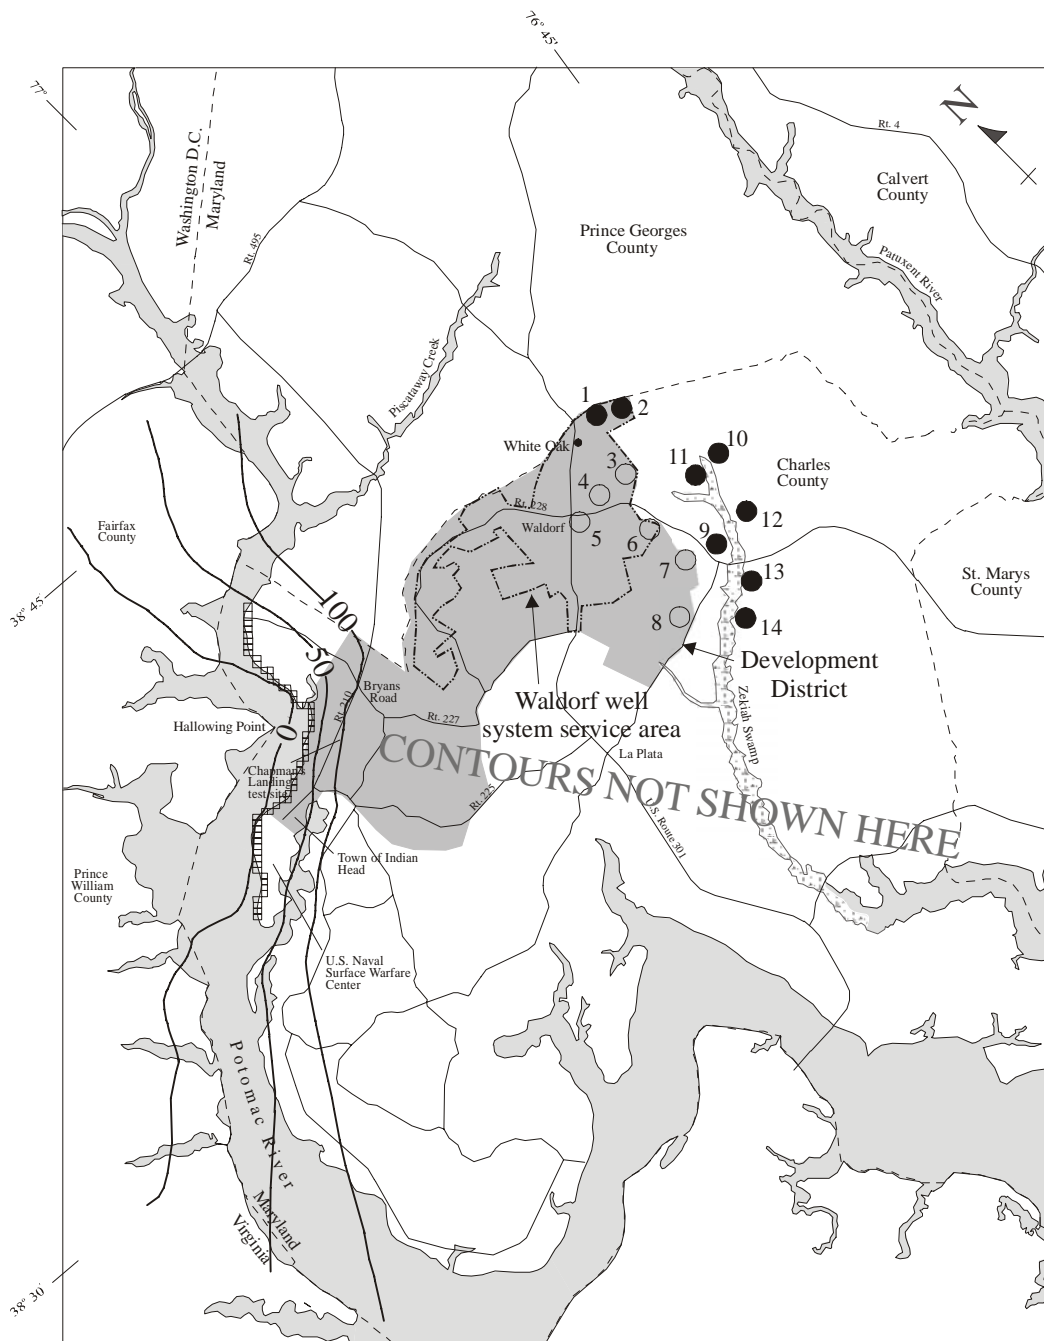 76° 45'
77°
Rt. 4
Washington D.C.
Maryland
Calvert
County
Prince Georges
County
Rt. 495
Patuxent River
Piscataway Creek
1
2
White Oak
10
3
11
Charles
County
4
Rt. 228
12
Fairfax
County
Waldorf
5
6
9
7
13
St. Marys
County
38° 45'
100
8
14
50
Development
District
Bryans
Road
Waldorf well
system service area
Rt. 210
Zekiah Swamp
Hallowing Point
0
Rt. 227
La Plata
CONTOURS NOT SHOWN HERE
Chapman's
Landing
test site
Rt. 225
U.S. Route 301
Town of Indian
Head
Prince
William
County
U.S. Naval
Surface Warfare
Center
Potomac River
Maryland
Virginia
38° 30'
N